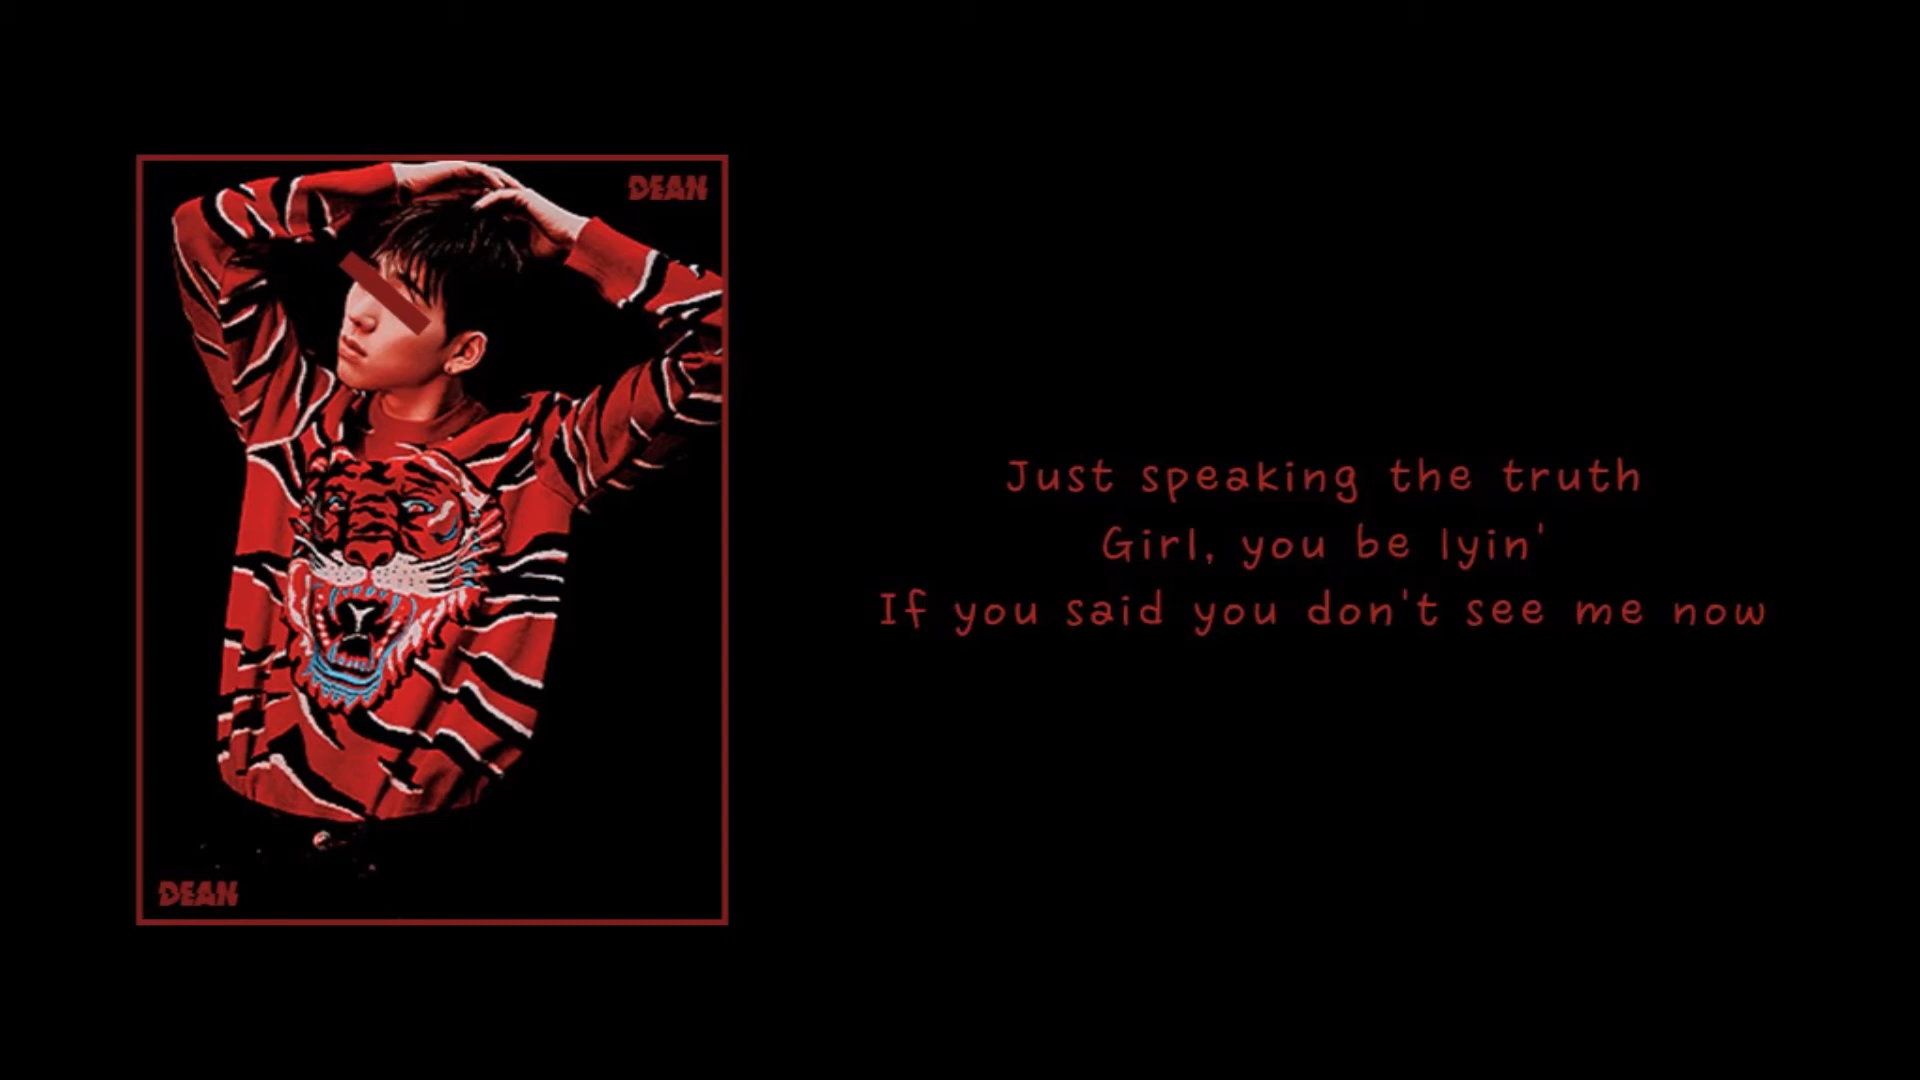 DEAN
Just speaking the truth
Girl, you be lyin'
If you said you don't see me now
DEAN